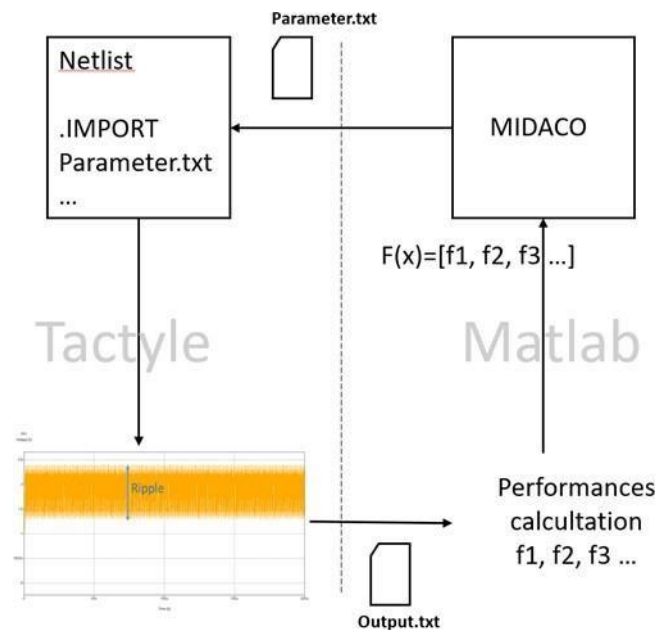 Parameter.txt
Netlist
.IMPORT
Parameter.txt
...
MIDACO
F(x)=[f1, f2, f3 ...]
Tactyle
Matlab
Ripple
Performances
calcultation
f1, f2, f3 ...
Output.txt